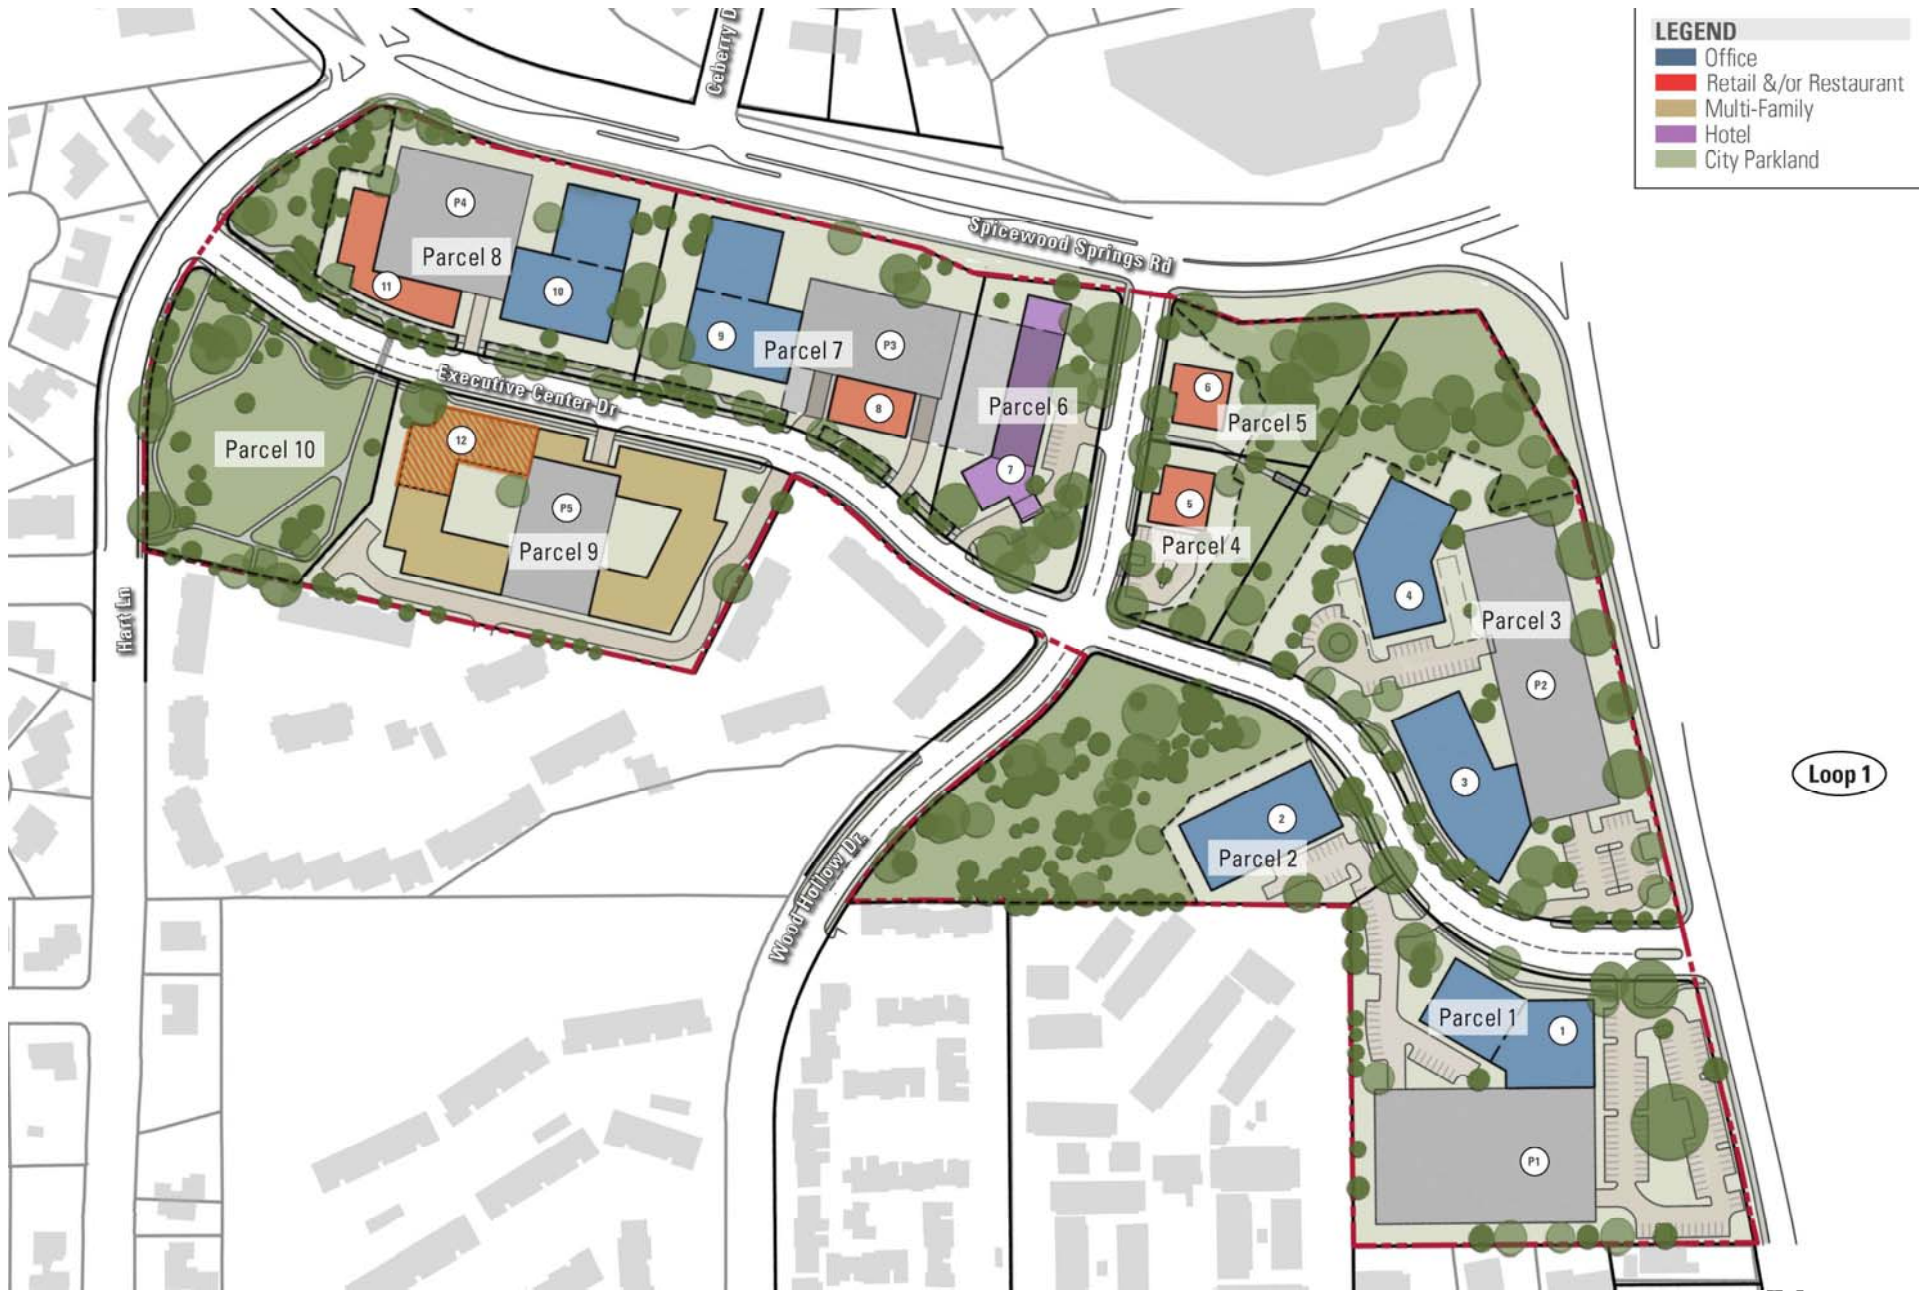 LEGEND
Office
Retail &/or Restaurant
Multi-Family
Hotel
City Parkland
Spicewood Springs Rd
Executive Center Dr
Hart Ln
Wood Hollow Dr.
Loop 1
P4
Parcel 8
11
10
9
Parcel 7
P3
8
Parcel 6
7
6
Parcel 5
5
Parcel 4
Parcel 10
12
P5
Parcel 9
4
Parcel 3
P2
3
2
Parcel 2
Parcel 1
1
P1